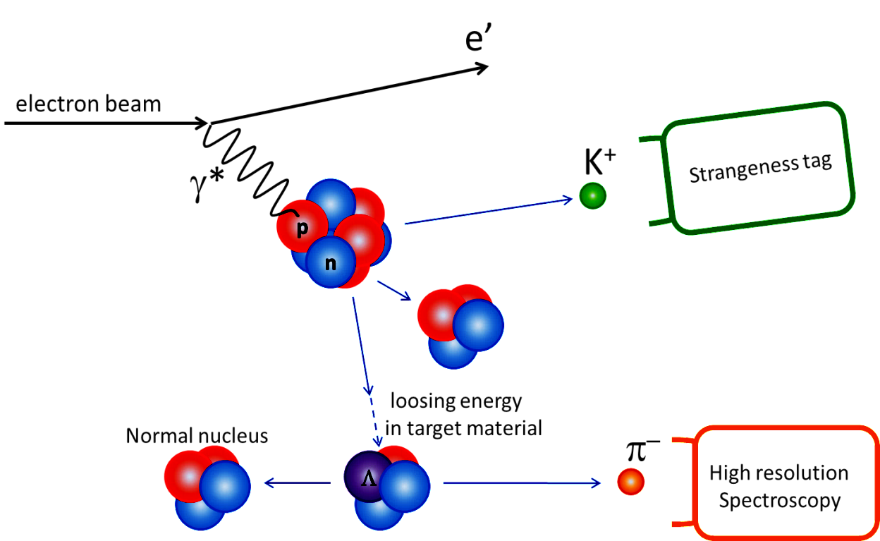 e′
electron beam
γ*
K⁺
Strangeness tag
p
n
loosing energy
in target material
Normal nucleus
Λ
π⁻
High resolution
Spectroscopy